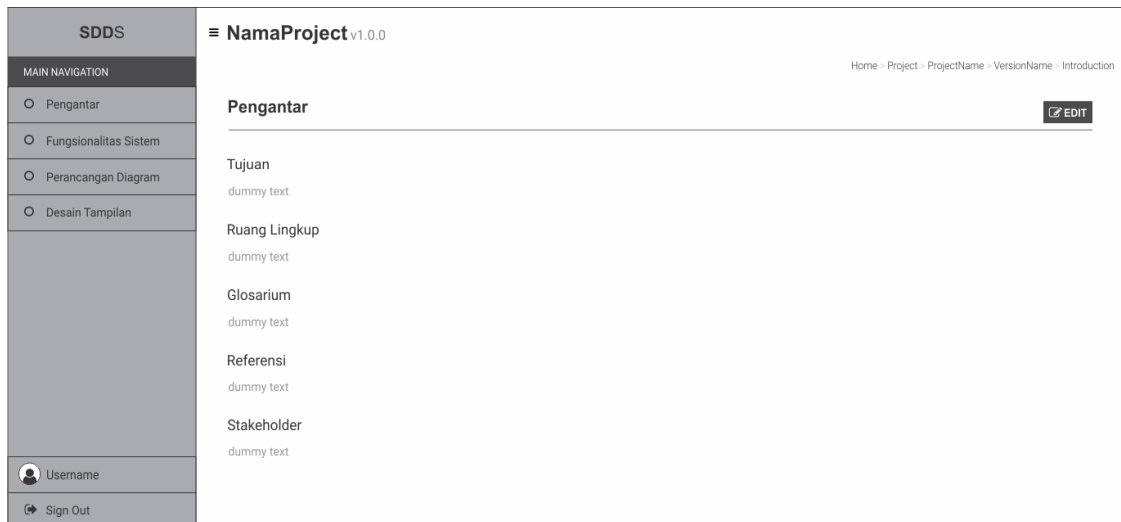 SDDS
MAIN NAVIGATION
Pengantar
Fungsionalitas Sistem
Perancangan Diagram
Desain Tampilan
Username
Sign Out
NamaProject v1.0.0
Home > Project > ProjectName > VersionName > Introduction
Pengantar
EDIT
Tujuan
dummy text
Ruang Lingkup
dummy text
Glosarium
dummy text
Referensi
dummy text
Stakeholder
dummy text